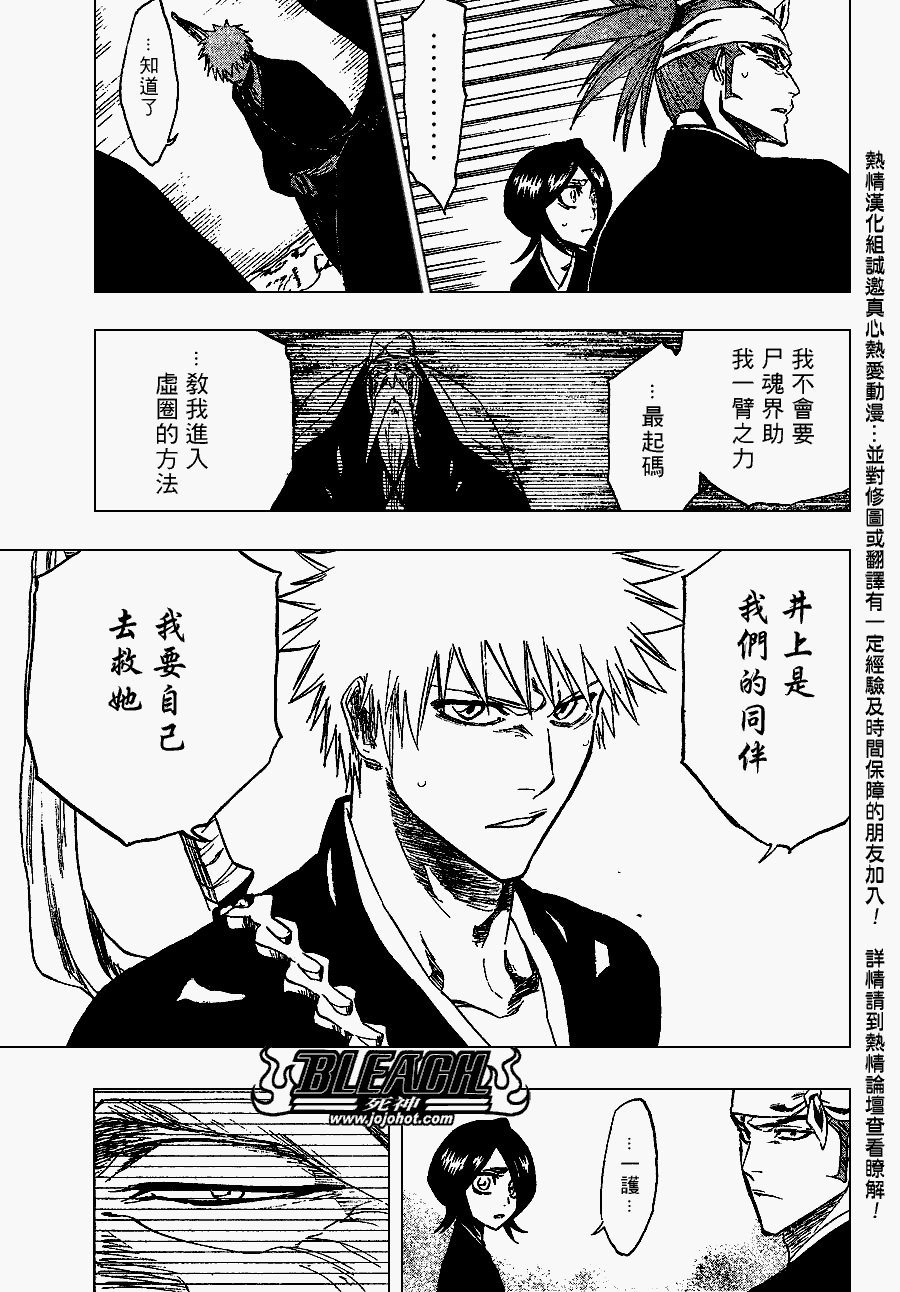 …………
…知道了
我不會要
尸魂界助
我一臂之力
…最起碼
…教我進入
虛圈的方法
井上是
我們的同伴
我要自己
去救她
…一護…
BLEACH
死神
www.jojohot.com
熱情漢化組誠邀真心熱愛動漫…並對修圖或翻譯有一定經驗及時間保障的朋友加入！ 詳情請到熱情論壇查看瞭解！